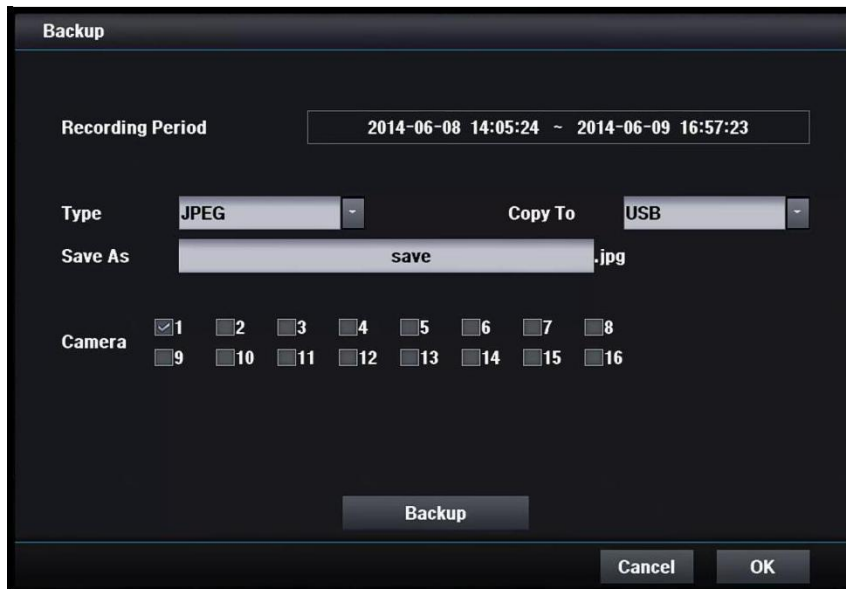 Backup
Recording Period 2014-06-08 14:05:24 ~ 2014-06-09 16:57:23
Type JPEG Copy To USB
Save As save .jpg
1 2 3 4 5 6 7 8
Camera
9 10 11 12 13 14 15 16
Backup
Cancel OK